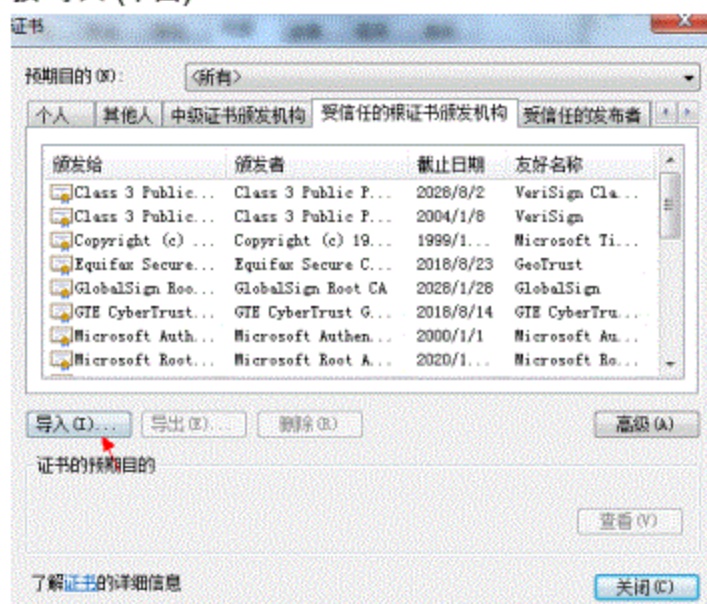 证书
预期目的(N):
<所有>
个人 其他人 中级证书颁发机构 受信任的根证书颁发机构 受信任的发布者
颁发给 颁发者 截止日期 友好名称
Class 3 Public... Class 3 Public P... 2028/8/2 VeriSign Cla...
Class 3 Public... Class 3 Public P... 2004/1/8 VeriSign
Copyright (c) ... Copyright (c) 19... 1999/1... Microsoft Ti...
Equifax Secure... Equifax Secure C... 2018/8/23 GeoTrust
GlobalSign Roo... GlobalSign Root CA 2028/1/28 GlobalSign
GTE CyberTrust... GTE CyberTrust G... 2018/8/14 GTE CyberTru...
Microsoft Auth... Microsoft Authen... 2000/1/1 Microsoft Au...
Microsoft Root... Microsoft Root A... 2020/1... Microsoft Ro...
导入(I)... 导出(E)... 删除(R) 高级(A)
证书的预期目的
查看(V)
了解证书的详细信息
关闭(C)